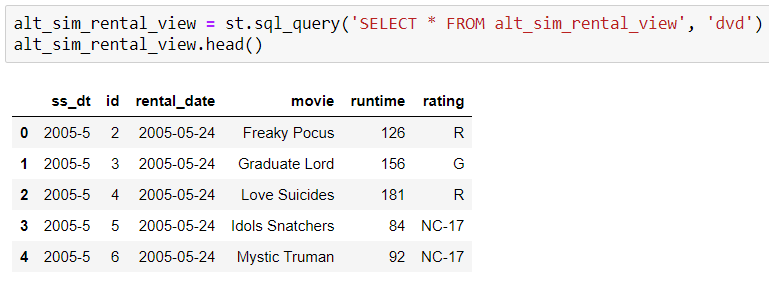 alt_sim_rental_view = st.sql_query('SELECT * FROM alt_sim_rental_view', 'dvd')
alt_sim_rental_view.head()
ss_dt id rental_date movie runtime rating
0 2005-5 2 2005-05-24 Freaky Pocus 126 R
1 2005-5 3 2005-05-24 Graduate Lord 156 G
2 2005-5 4 2005-05-24 Love Suicides 181 R
3 2005-5 5 2005-05-24 Idols Snatchers 84 NC-17
4 2005-5 6 2005-05-24 Mystic Truman 92 NC-17